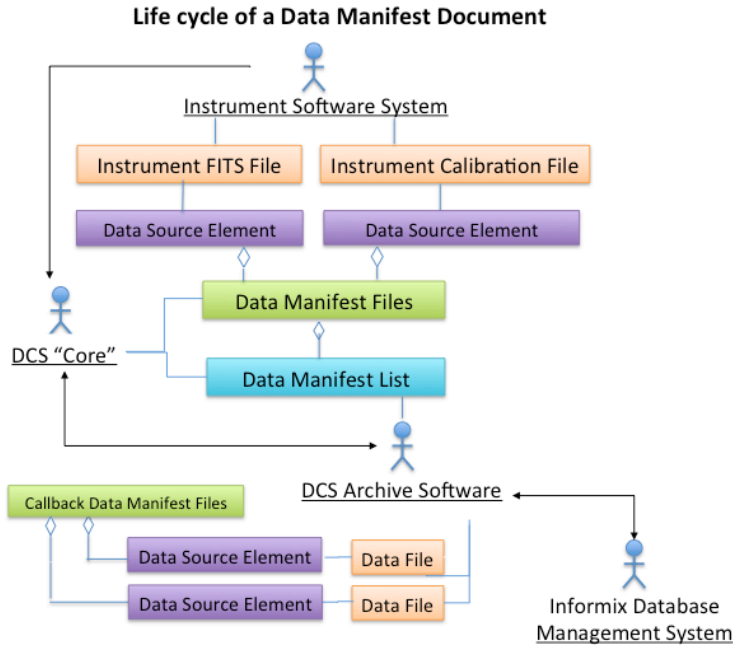 Life cycle of a Data Manifest Document
Instrument Software System
Instrument FITS File
Instrument Calibration File
Data Source Element
Data Source Element
Data Manifest Files
DCS “Core”
Data Manifest List
DCS Archive Software
Callback Data Manifest Files
Data Source Element
Data File
Data Source Element
Data File
Informix Database
Management System